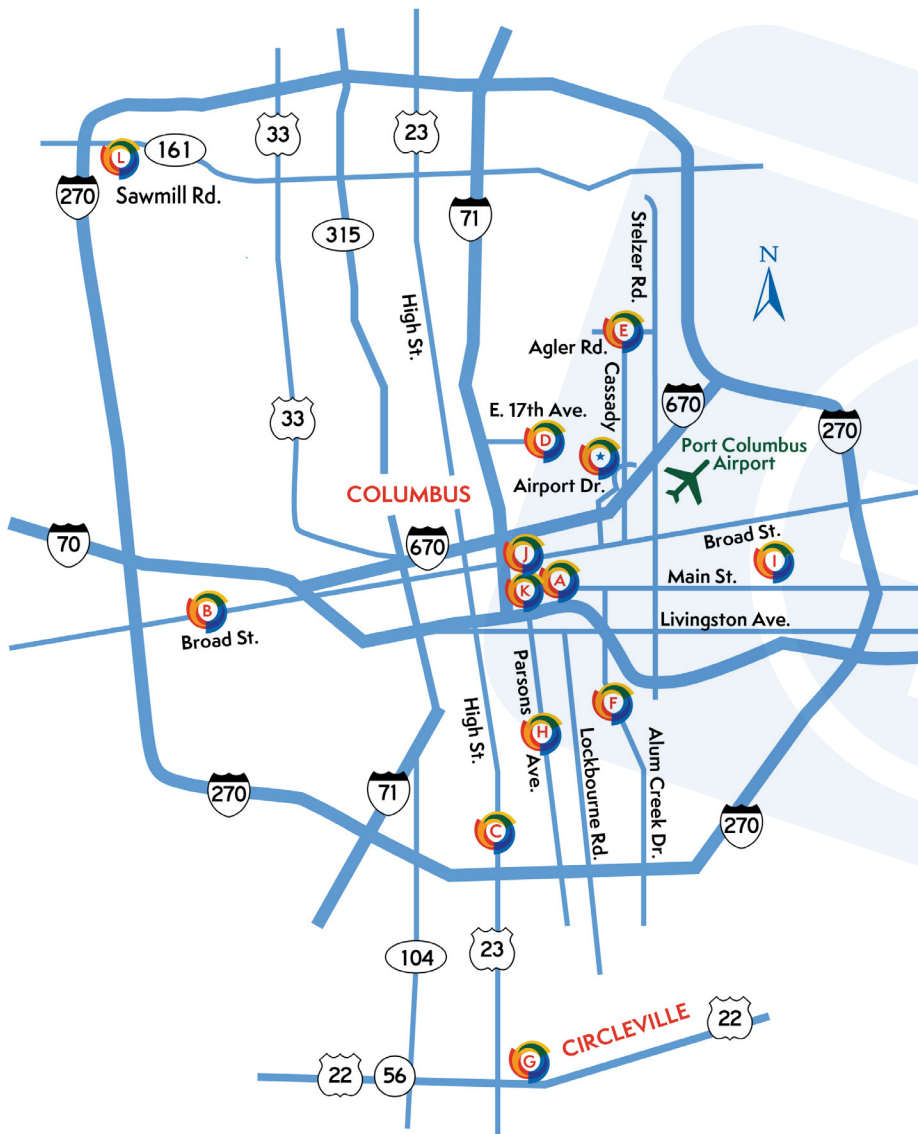 33
23
L
161
Sawmill Rd.
270
71
315
Stelzer Rd.
N
High St.
E
Agler Rd.
Cassady
33
E. 17th Ave.
D
670
270
Port Columbus
Airport
★
Airport Dr.
COLUMBUS
70
670
Broad St.
J
I
A
K
Main St.
B
Broad St.
Livingston Ave.
Parsons
Ave.
High St.
F
H
Lockbourne Rd.
Alum Creek Dr.
270
71
C
270
104
23
CIRCLEVILLE
22
G
22
56